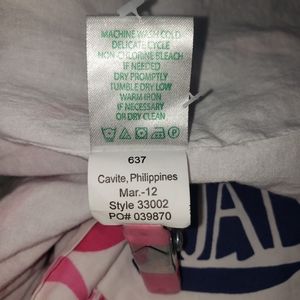 MACHINE WASH COLD
DELICATE CYCLE
NON-CHLORINE BLEACH
IF NEEDED
DRY PROMPTLY
TUMBLE DRY LOW
WARM IRON
IF NECESSARY
OR DRY CLEAN
637
Cavite, Philippines
Mar.-12
Style 33002
PO# 039870